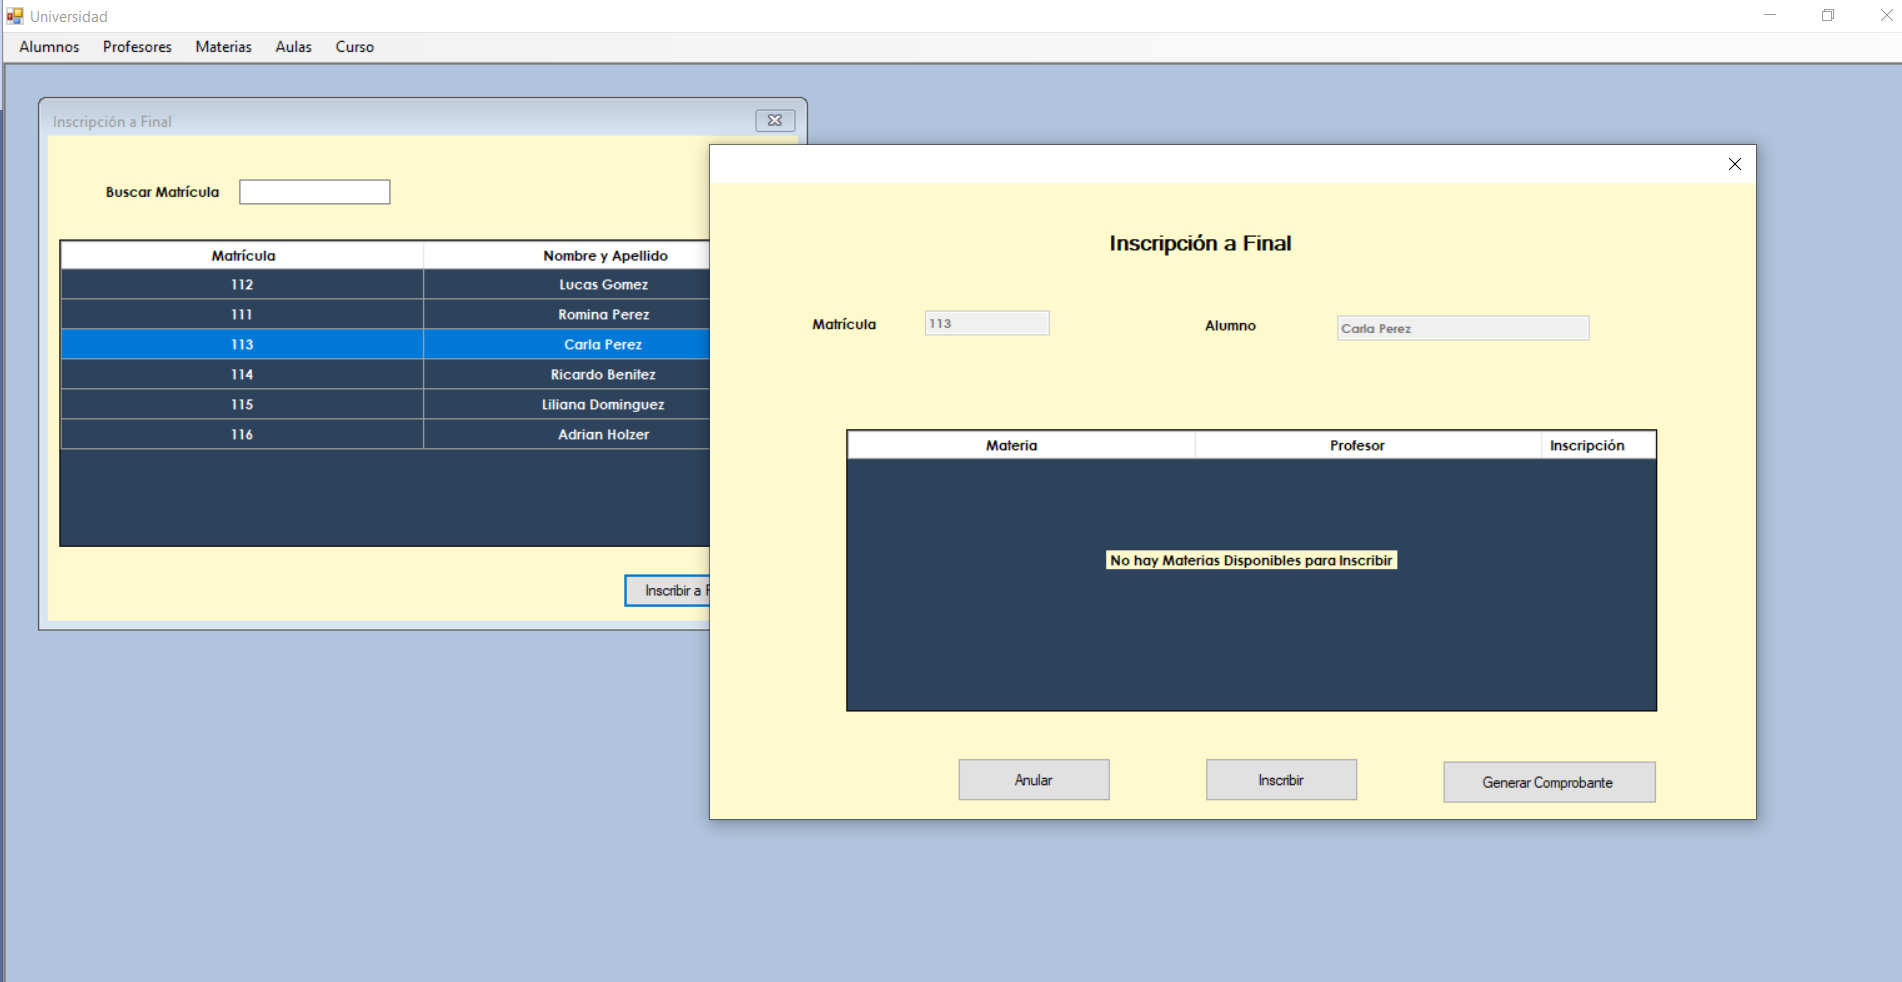 Universidad
Alumnos Profesores Materias Aulas Curso
Inscripción a Final
Buscar Matrícula
Matrícula Nombre y Apellido
112 Lucas Gomez
111 Romina Perez
113 Carla Perez
114 Ricardo Benitez
115 Liliana Dominguez
116 Adrian Holzer
Inscribir a
Inscripción a Final
Matrícula 113 Alumno Carla Perez
Materia Profesor Inscripción
No hay Materias Disponibles para Inscribir
Anular Inscribir Generar Comprobante